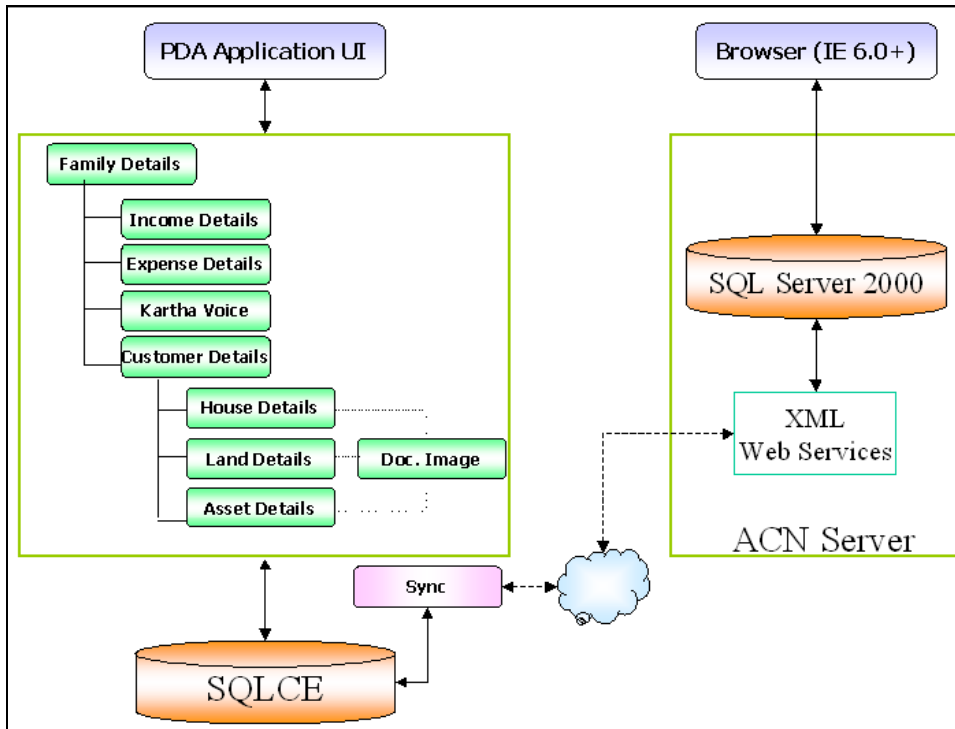 PDA Application UI
Browser (IE 6.0+)
Family Details
Income Details
Expense Details
Kartha Voice
Customer Details
House Details
Land Details
Doc. Image
Asset Details
SQL Server 2000
XML
Web Services
ACN Server
Sync
SQLCE